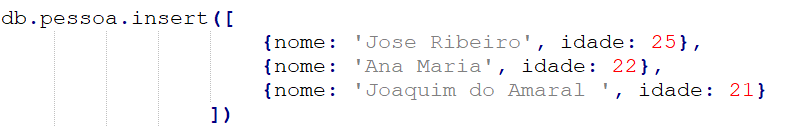 db.pessoa.insert([
{nome: 'Jose Ribeiro', idade: 25},
{nome: 'Ana Maria', idade: 22},
{nome: 'Joaquim do Amaral ', idade: 21}
])